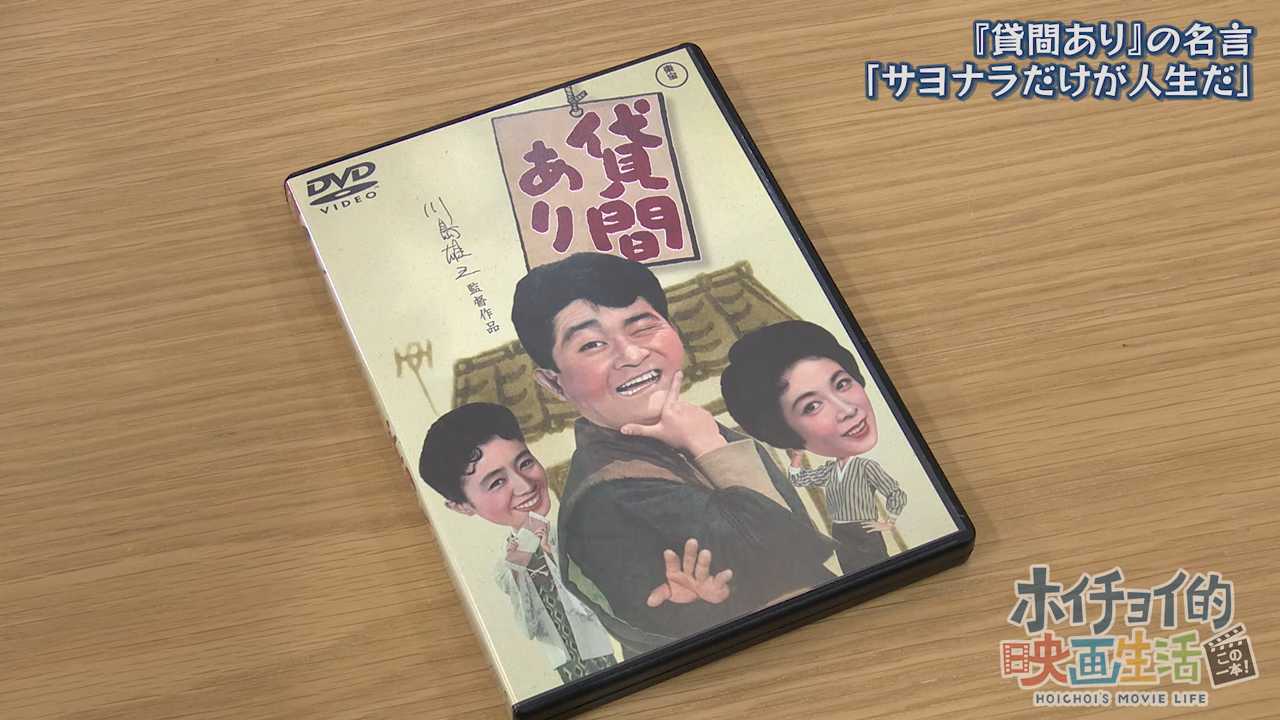 『貸間あり』の名言
「サヨナラだけが人生だ」
東宝
貸間
あり
DVD
VIDEO
川島雄三
監督作品
ホイチョイ的
映画生活
この
一本!
HOICHOI'S MOVIE LIFE